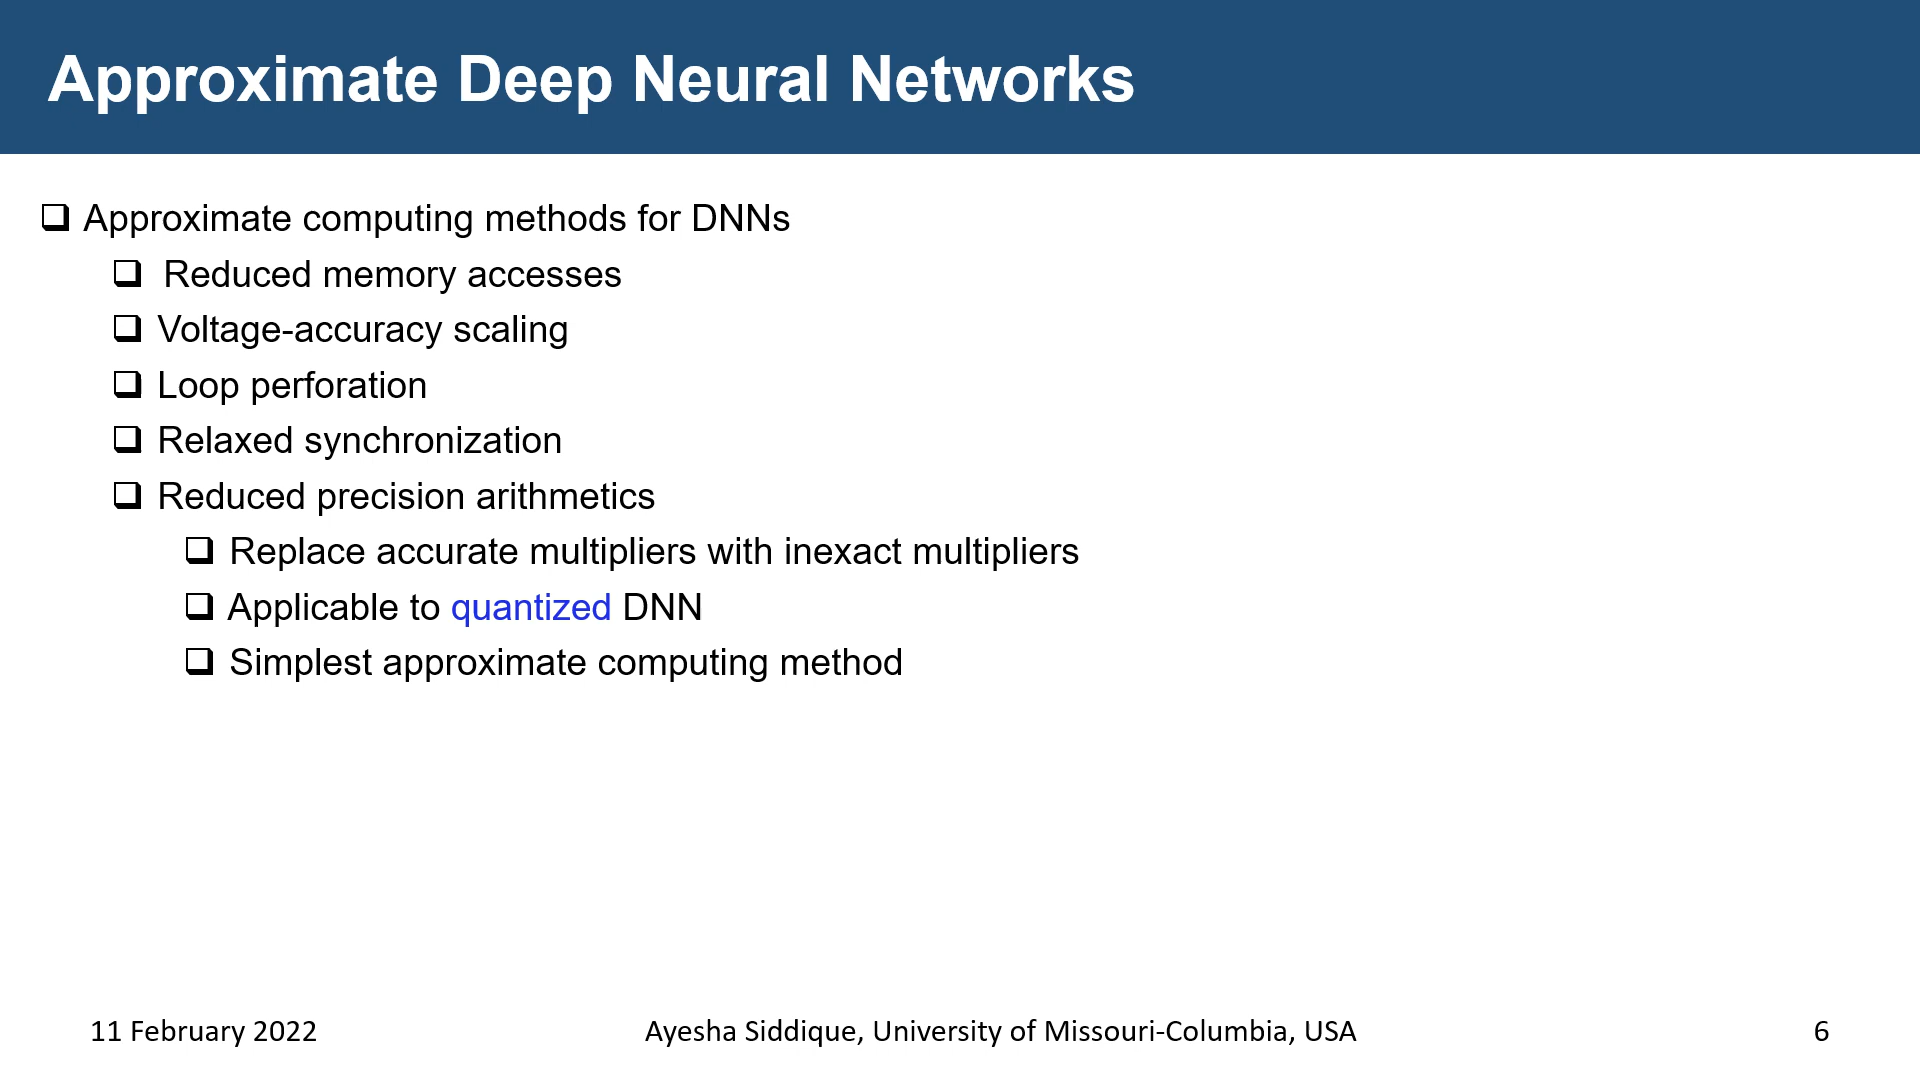 Approximate Deep Neural Networks
Approximate computing methods for DNNs
Reduced memory accesses
Voltage-accuracy scaling
Loop perforation
Relaxed synchronization
Reduced precision arithmetics
Replace accurate multipliers with inexact multipliers
Applicable to quantized DNN
Simplest approximate computing method
11 February 2022
Ayesha Siddique, University of Missouri-Columbia, USA
6